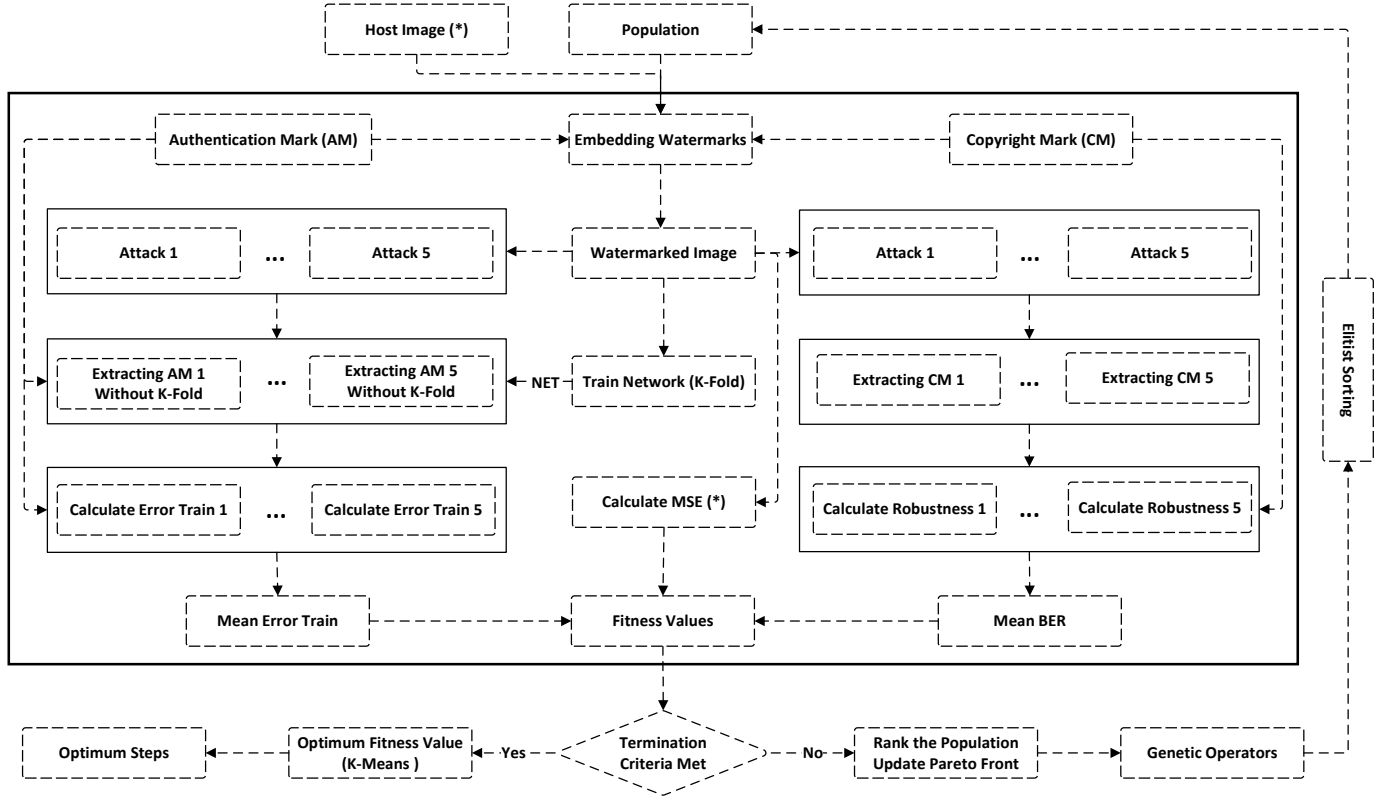 Host Image (*)
Population
Authentication Mark (AM)
Embedding Watermarks
Copyright Mark (CM)
Attack 1
...
Attack 5
Watermarked Image
Attack 1
...
Attack 5
Elitist Sorting
Extracting AM 1
Without K-Fold
...
Extracting AM 5
Without K-Fold
NET
Train Network (K-Fold)
Extracting CM 1
...
Extracting CM 5
Calculate Error Train 1
...
Calculate Error Train 5
Calculate MSE (*)
Calculate Robustness 1
...
Calculate Robustness 5
Mean Error Train
Fitness Values
Mean BER
Optimum Steps
Optimum Fitness Value
(K-Means )
Yes
Termination
Criteria Met
No
Rank the Population
Update Pareto Front
Genetic Operators